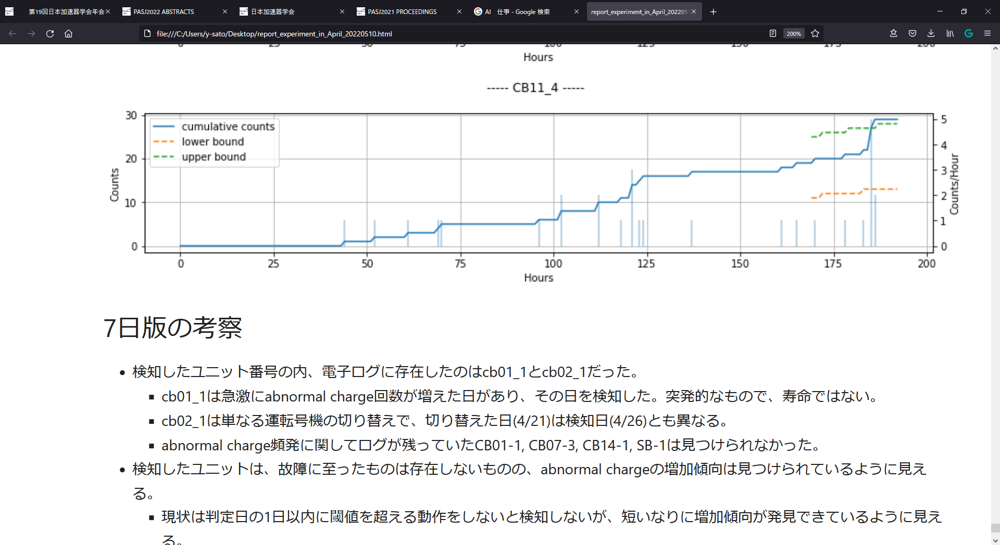 第19回日本加速器学会年会
PASJ2022 ABSTRACTS
日本加速器学会
PASJ2021 PROCEEDINGS
AI 仕事 - Google 検索
report_experiment_in_April_202205
file:///C:/Users/y-sato/Desktop/report_experiment_in_April_20220510.html
200%
0 25 50 75 100 125 150 175 200
Hours
----- CB11_4 -----
cumulative counts
lower bound
upper bound
Counts
30
20
10
0
5
4
3
2
1
0
Counts/Hour
0 25 50 75 100 125 150 175 200
Hours
7日版の考察
• 検知したユニット番号の内、電子ログに存在したのはcb01_1とcb02_1だった。
▪ cb01_1は急激にabnormal charge回数が増えた日があり、その日を検知した。突発的なもので、寿命ではない。
▪ cb02_1は単なる運転号機の切り替えで、切り替えた日(4/21)は検知日(4/26)とも異なる。
▪ abnormal charge頻発に関してログが残っていたCB01-1, CB07-3, CB14-1, SB-1は見つけられなかった。
• 検知したユニットは、故障に至ったものは存在しないものの、abnormal chargeの増加傾向は見つけられているように見え
る。
▪ 現状は判定日の1日以内に閾値を超える動作をしないと検知しないが、短いなりに増加傾向が発見できているように見え
る。